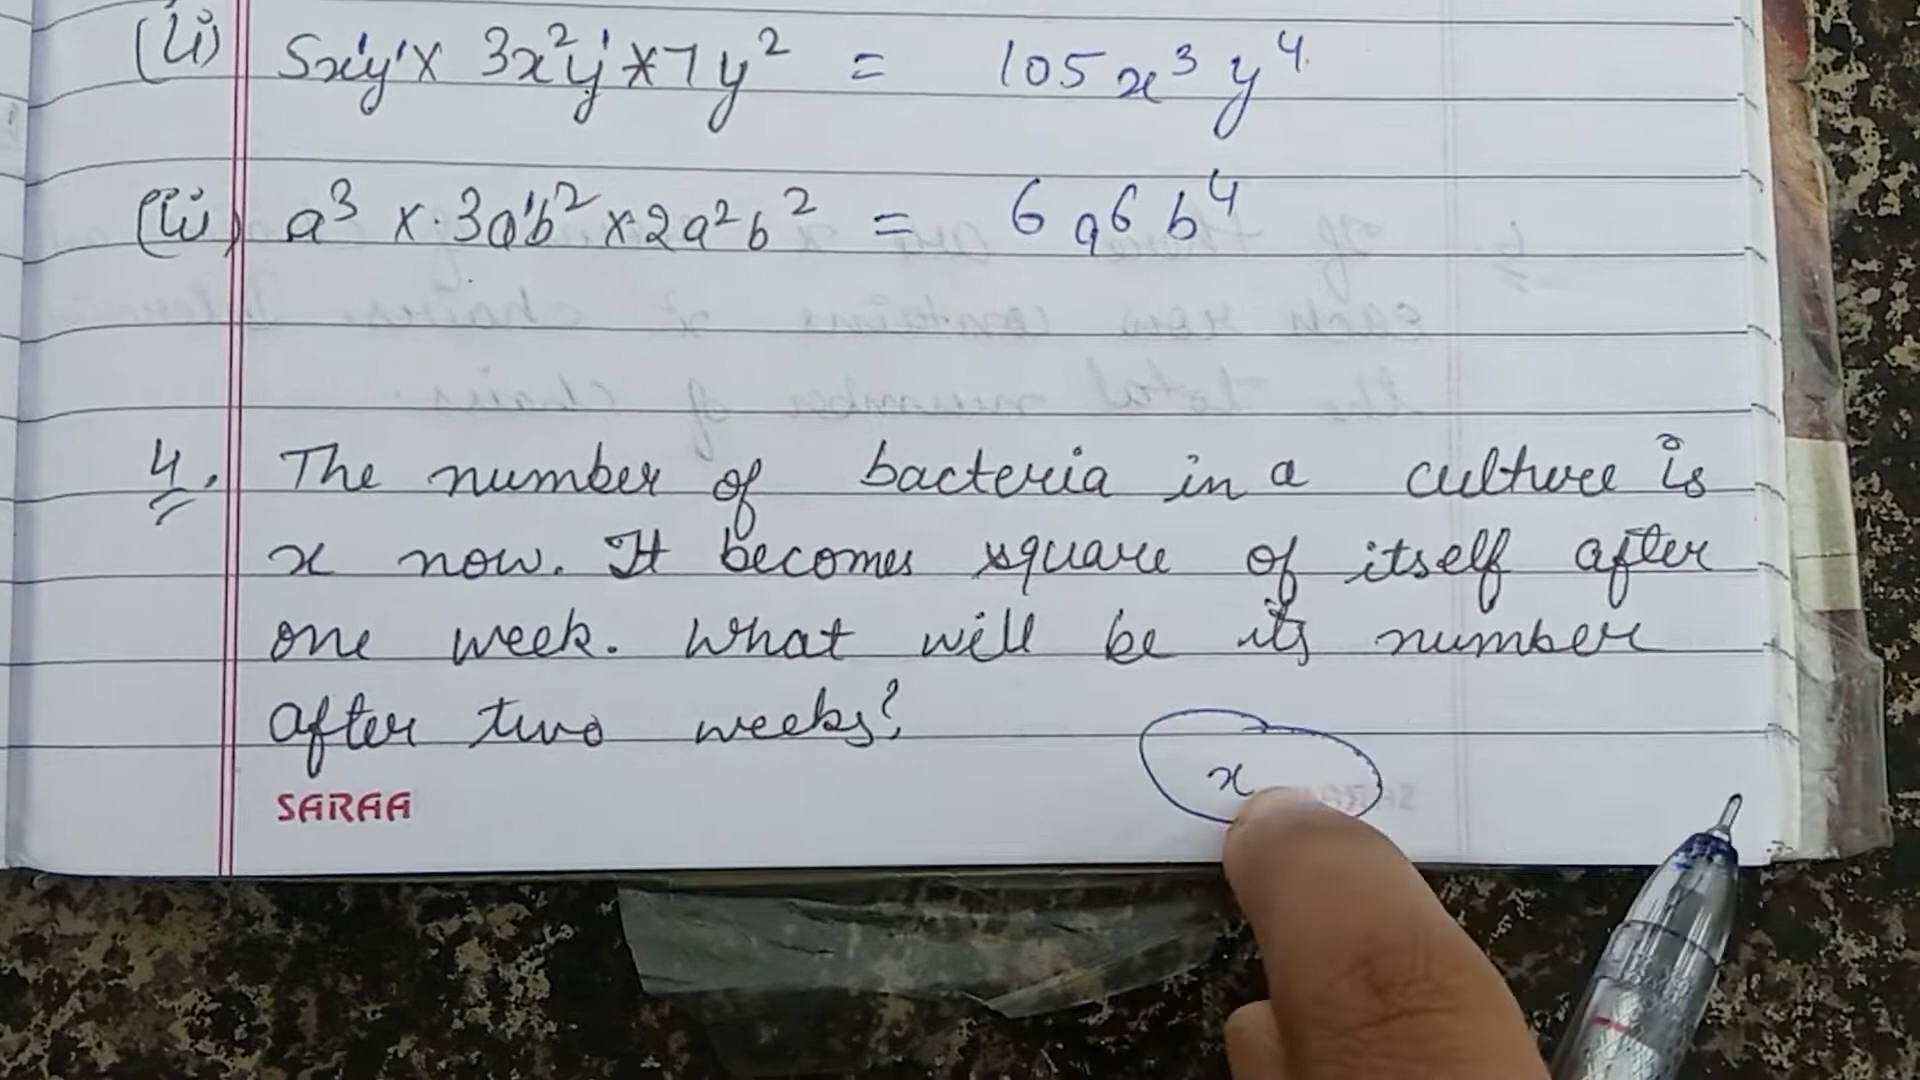 (ii) 5x¹y¹ × 3x²y¹ × 7y² = 105x³y⁴
(iii) a³ × 3a¹b² × 2a²b² = 6a⁶b⁴
4. The number of bacteria in a culture is
x now. It becomes square of itself after
one week. What will be its number
after two weeks?
x
SARAA